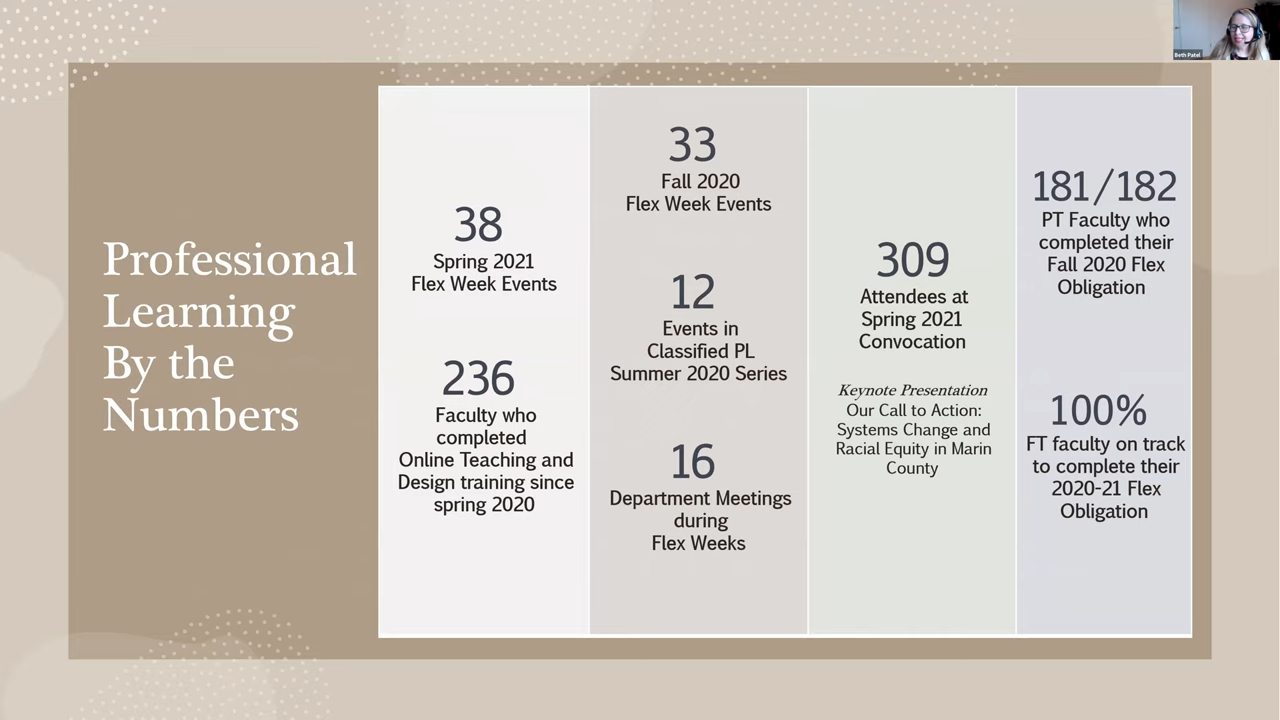 Beth Patel
Professional
Learning
By the
Numbers
38
Spring 2021
Flex Week Events
236
Faculty who
completed
Online Teaching and
Design training since
spring 2020
33
Fall 2020
Flex Week Events
12
Events in
Classified PL
Summer 2020 Series
16
Department Meetings
during
Flex Weeks
309
Attendees at
Spring 2021
Convocation
Keynote Presentation
Our Call to Action:
Systems Change and
Racial Equity in Marin
County
181/182
PT Faculty who
completed their
Fall 2020 Flex
Obligation
100%
FT faculty on track
to complete their
2020-21 Flex
Obligation